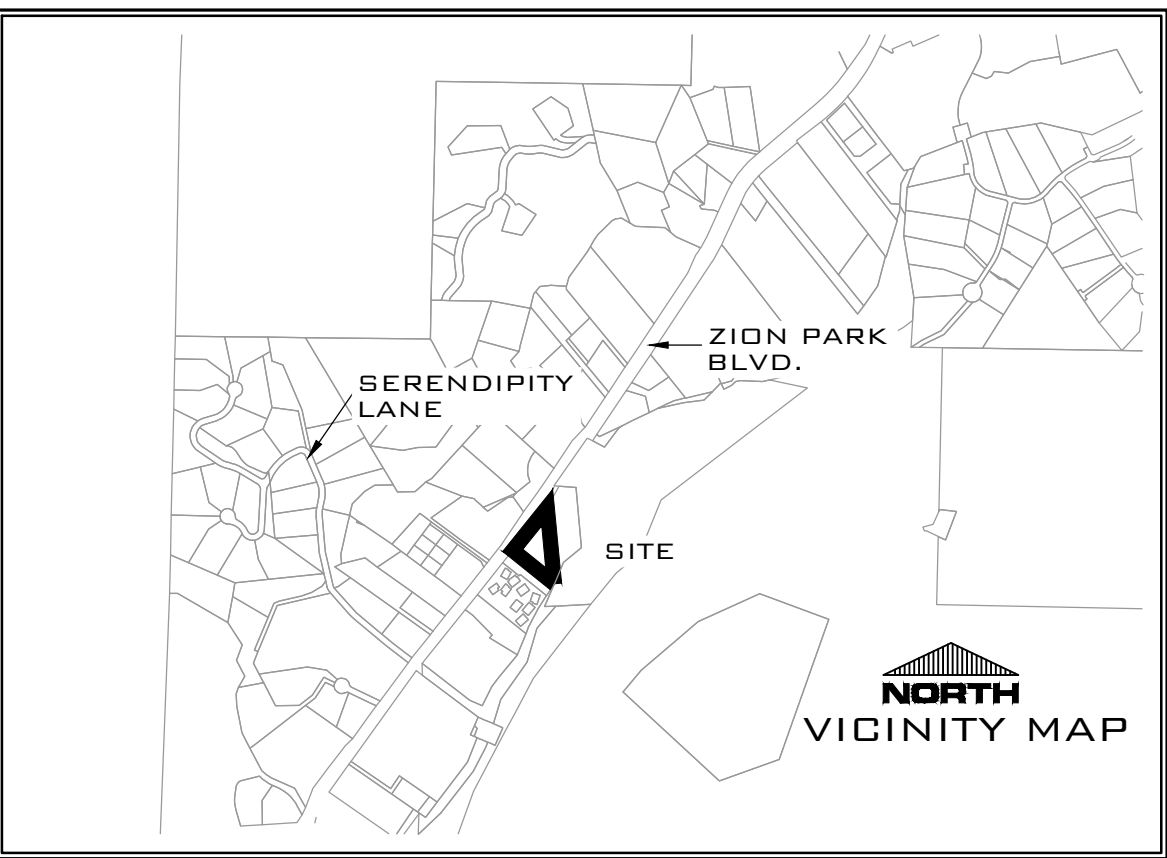 ZION PARK
BLVD.
SERENDIPITY
LANE
SITE
NORTH
VICINITY MAP